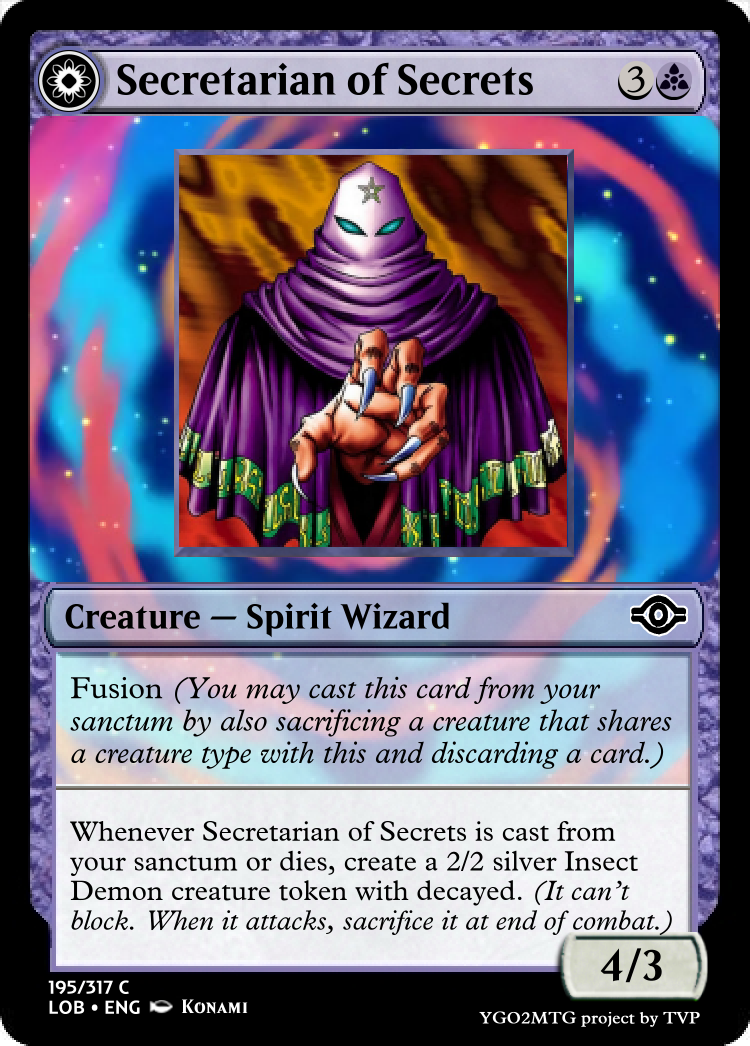 Secretarian of Secrets 3
Creature — Spirit Wizard
Fusion (You may cast this card from your
sanctum by also sacrificing a creature that shares
a creature type with this and discarding a card.)
Whenever Secretarian of Secrets is cast from
your sanctum or dies, create a 2/2 silver Insect
Demon creature token with decayed. (It can't
block. When it attacks, sacrifice it at end of combat.)
4/3
195/317 C
LOB • ENG Konami
YGO2MTG project by TVP